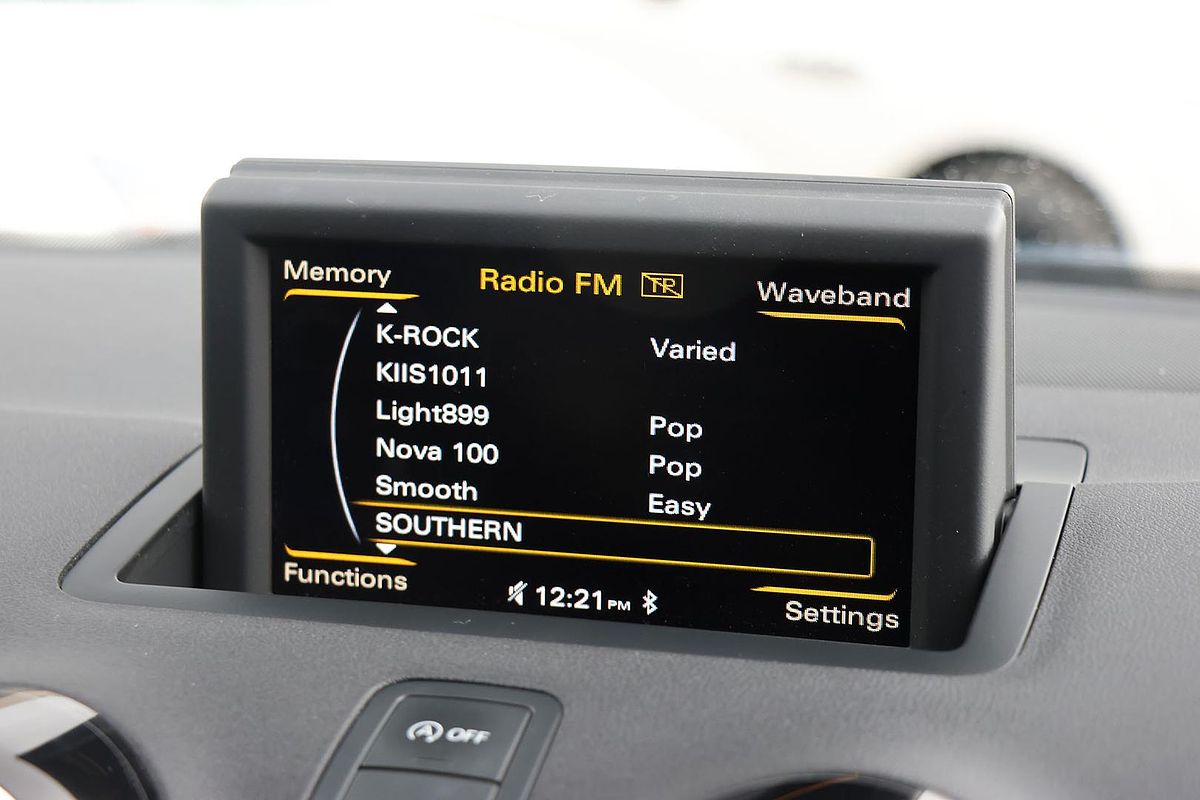 Memory
Radio FM TP
Waveband
K-ROCK Varied
KIIS1011
Light899 Pop
Nova 100 Pop
Smooth Easy
SOUTHERN
Functions
12:21 PM
Settings
A OFF